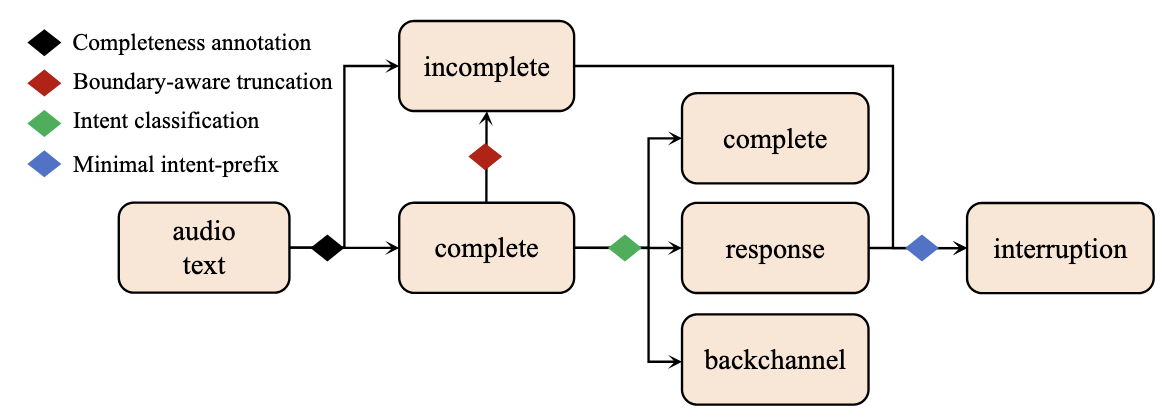 Completeness annotation
Boundary-aware truncation
Intent classification
Minimal intent-prefix
audio
text
incomplete
complete
complete
response
backchannel
interruption